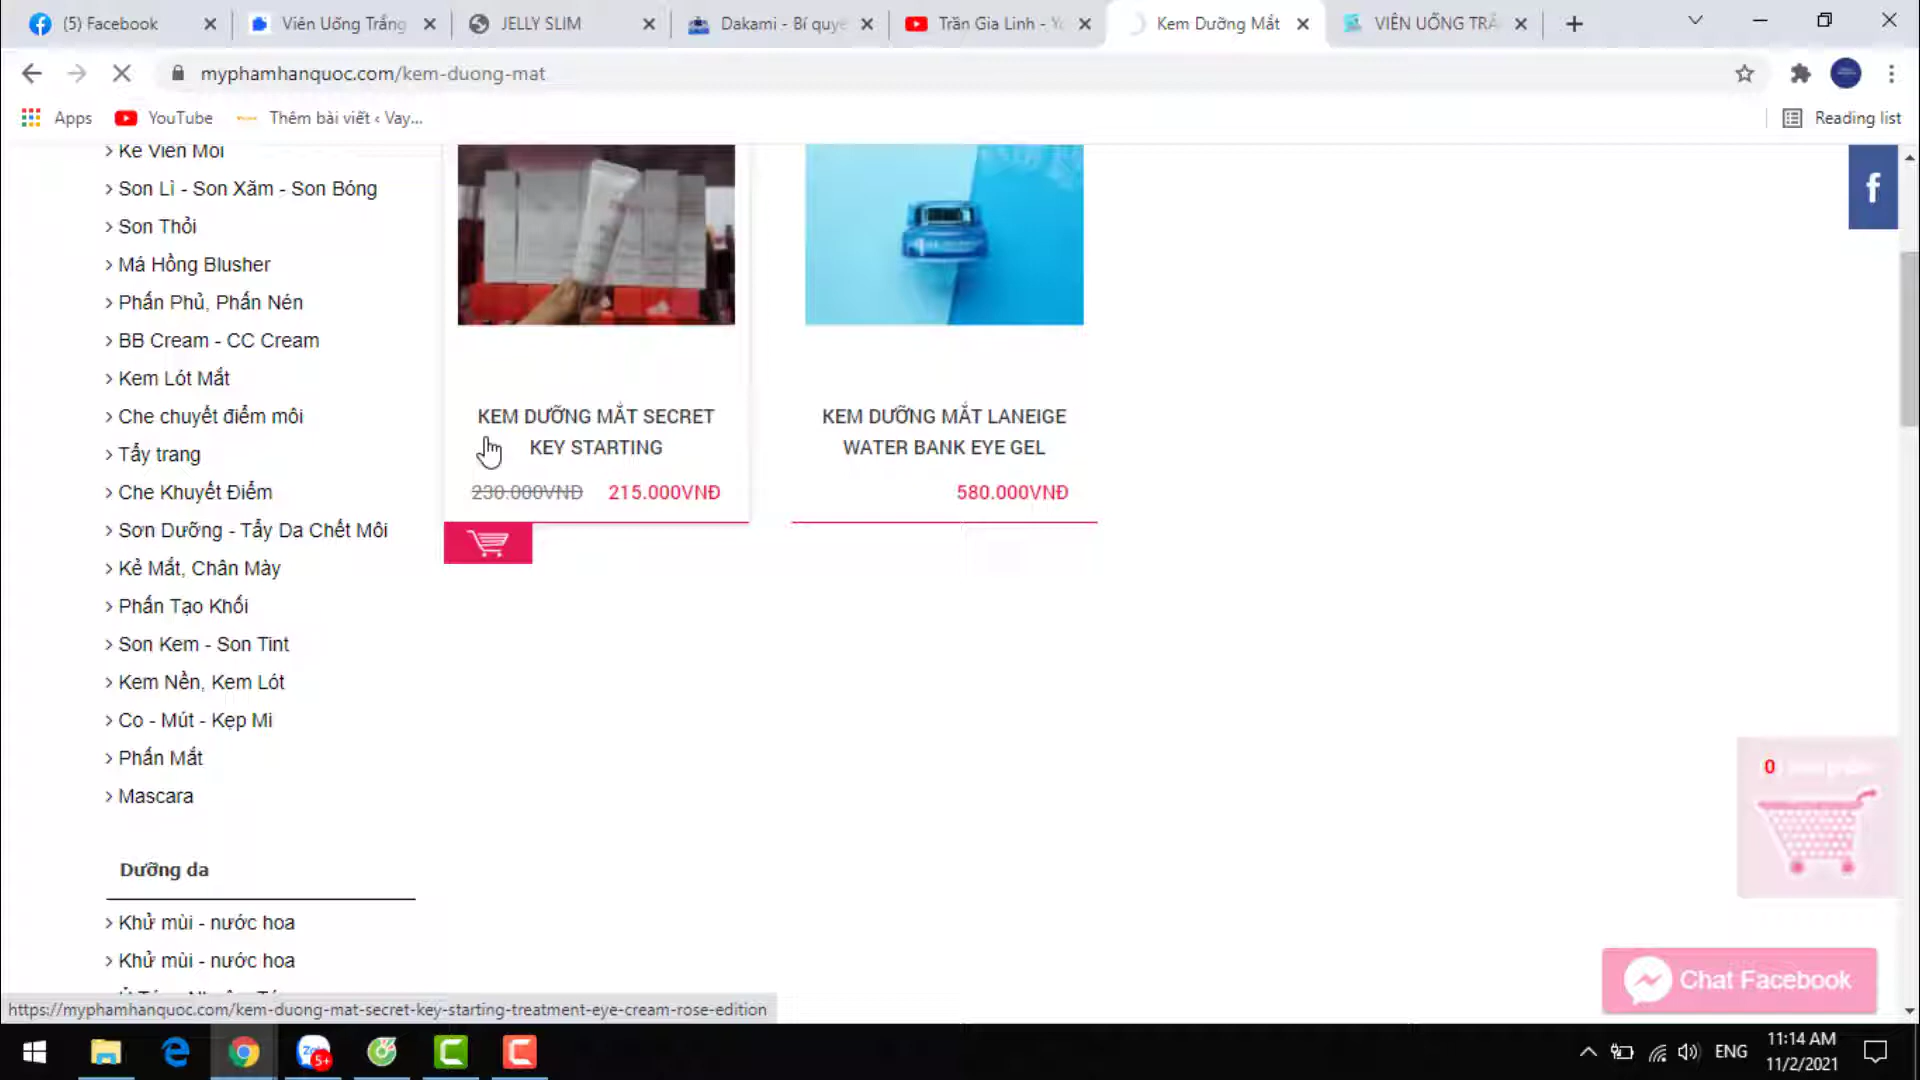 (5) Facebook
Viên Uống Trắng
JELLY SLIM
Dakami - Bí quyế
Trần Gia Linh - Yo
Kem Dưỡng Mắt
VIÊN UỐNG TRẮ
myphamhanquoc.com/kem-duong-mat
Apps
YouTube
Thêm bài viết ‹ Vay...
Reading list
Kẻ Viền Môi
Son Lì - Son Xăm - Son Bóng
Son Thỏi
Má Hồng Blusher
Phấn Phủ, Phấn Nén
BB Cream - CC Cream
Kem Lót Mắt
Che chuyết điểm môi
Tẩy trang
Che Khuyết Điểm
Sơn Dưỡng - Tẩy Da Chết Môi
Kẻ Mắt, Chân Mày
Phấn Tạo Khối
Son Kem - Son Tint
Kem Nền, Kem Lót
Co - Mút - Kẹp Mi
Phấn Mắt
Mascara
Dưỡng da
Khử mùi - nước hoa
Khử mùi - nước hoa
KEM DƯỠNG MẮT SECRET
KEY STARTING
230.000VNĐ 215.000VNĐ
KEM DƯỠNG MẮT LANEIGE
WATER BANK EYE GEL
580.000VNĐ
f
0
Chat Facebook
https://myphamhanquoc.com/kem-duong-mat-secret-key-starting-treatment-eye-cream-rose-edition
5+
ENG
11:14 AM
11/2/2021